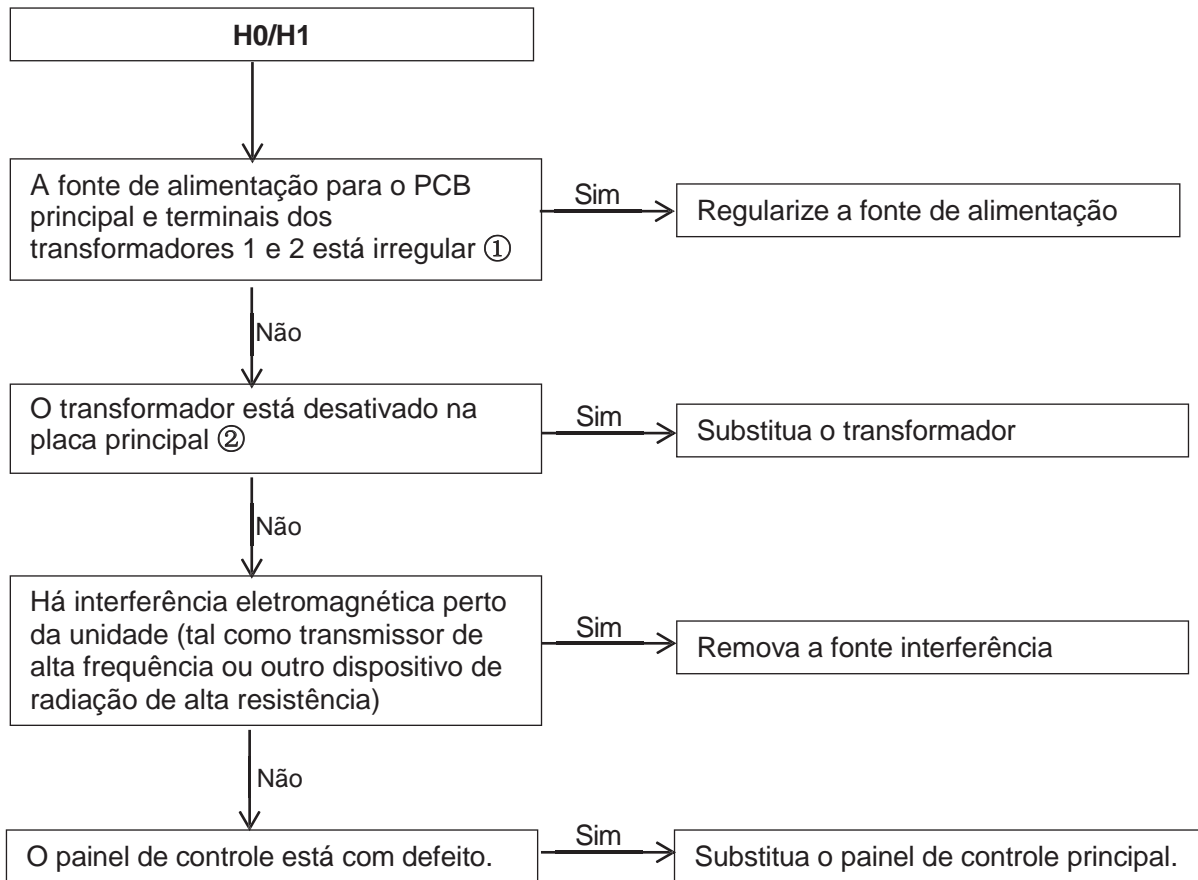 H0/H1
A fonte de alimentação para o PCB
principal e terminais dos
transformadores 1 e 2 está irregular ①
Sim
Regularize a fonte de alimentação
Não
O transformador está desativado na
placa principal ②
Sim
Substitua o transformador
Não
Há interferência eletromagnética perto
da unidade (tal como transmissor de
alta frequência ou outro dispositivo de
radiação de alta resistência)
Sim
Remova a fonte interferência
Não
O painel de controle está com defeito.
Sim
Substitua o painel de controle principal.